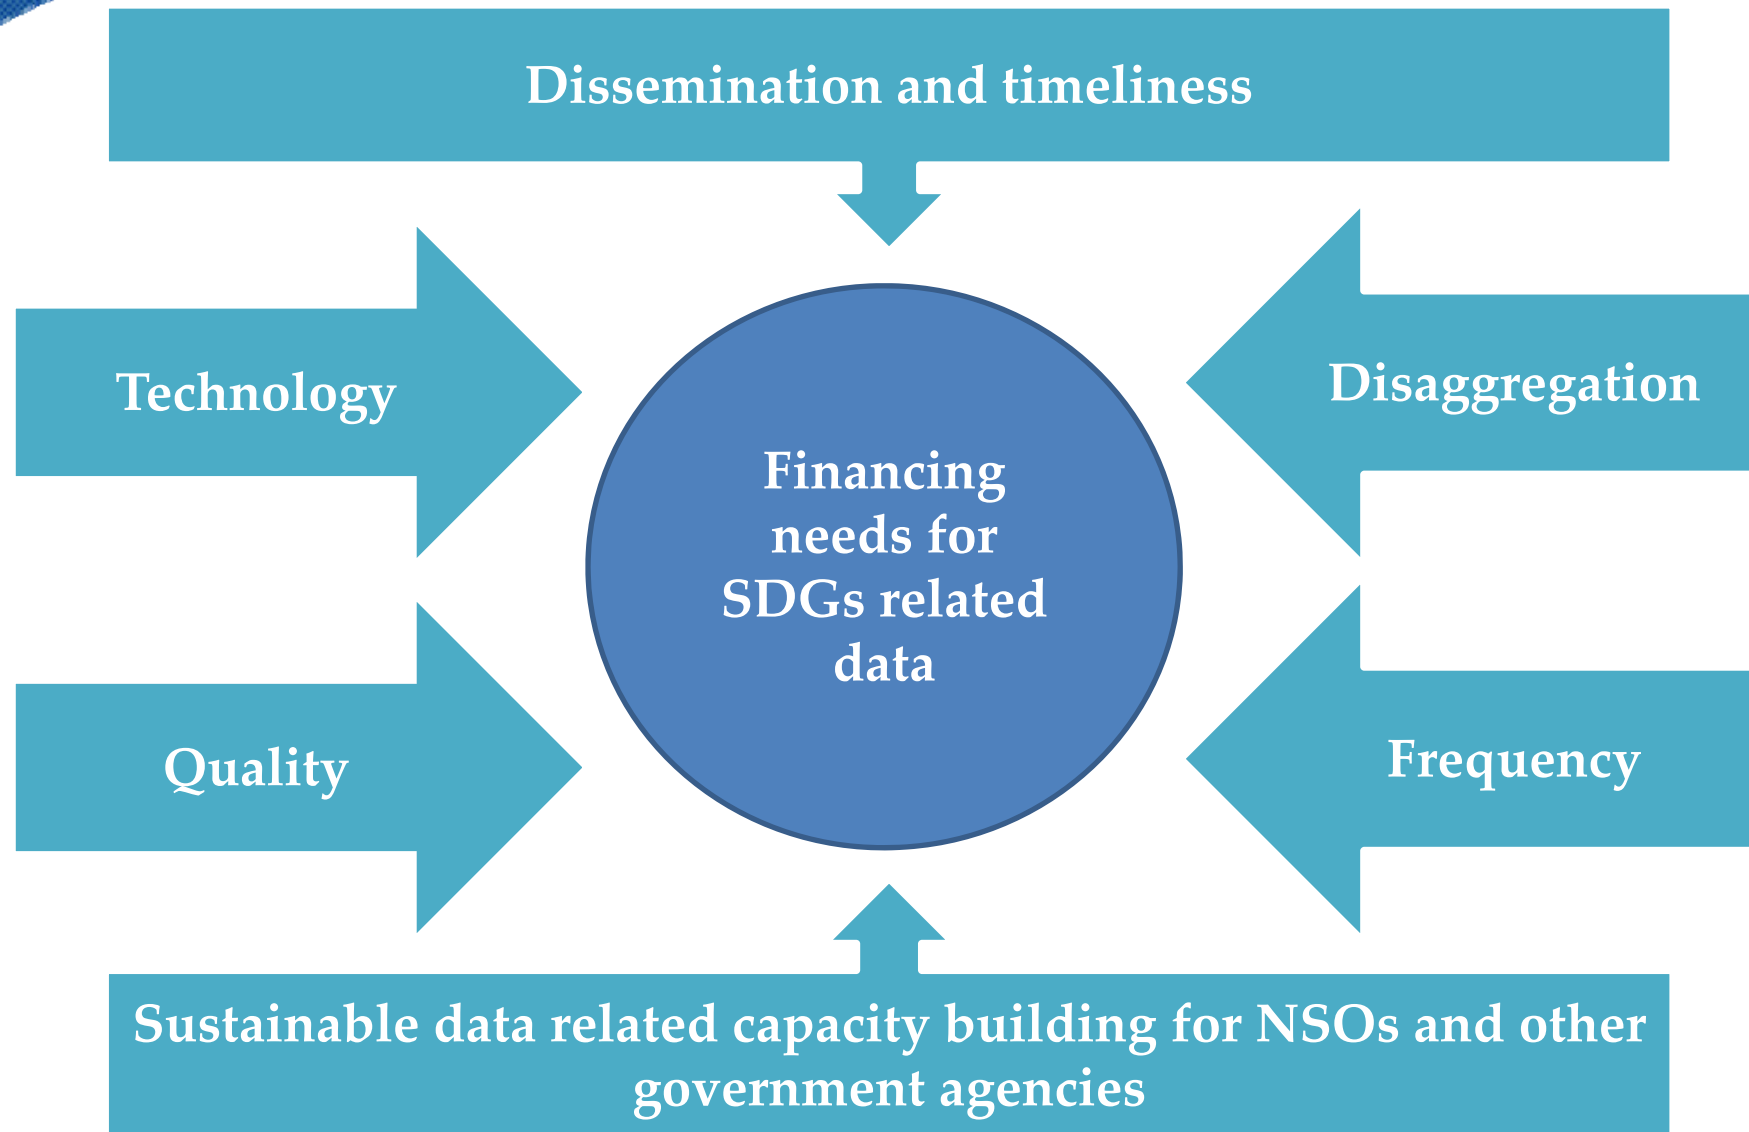 Dissemination and timeliness
Technology
Disaggregation
Financing
needs for
SDGs related
data
Quality
Frequency
Sustainable data related capacity building for NSOs and other
government agencies